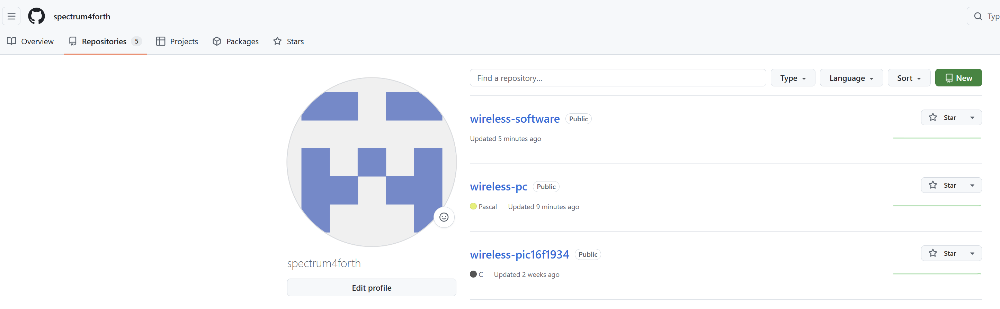 spectrum4forth
Typ
Overview Repositories 5 Projects Packages Stars
Find a repository... Type Language Sort New
wireless-software Public Star
Updated 5 minutes ago
wireless-pc Public Star
Pascal Updated 9 minutes ago
wireless-pic16f1934 Public Star
C Updated 2 weeks ago
spectrum4forth
Edit profile